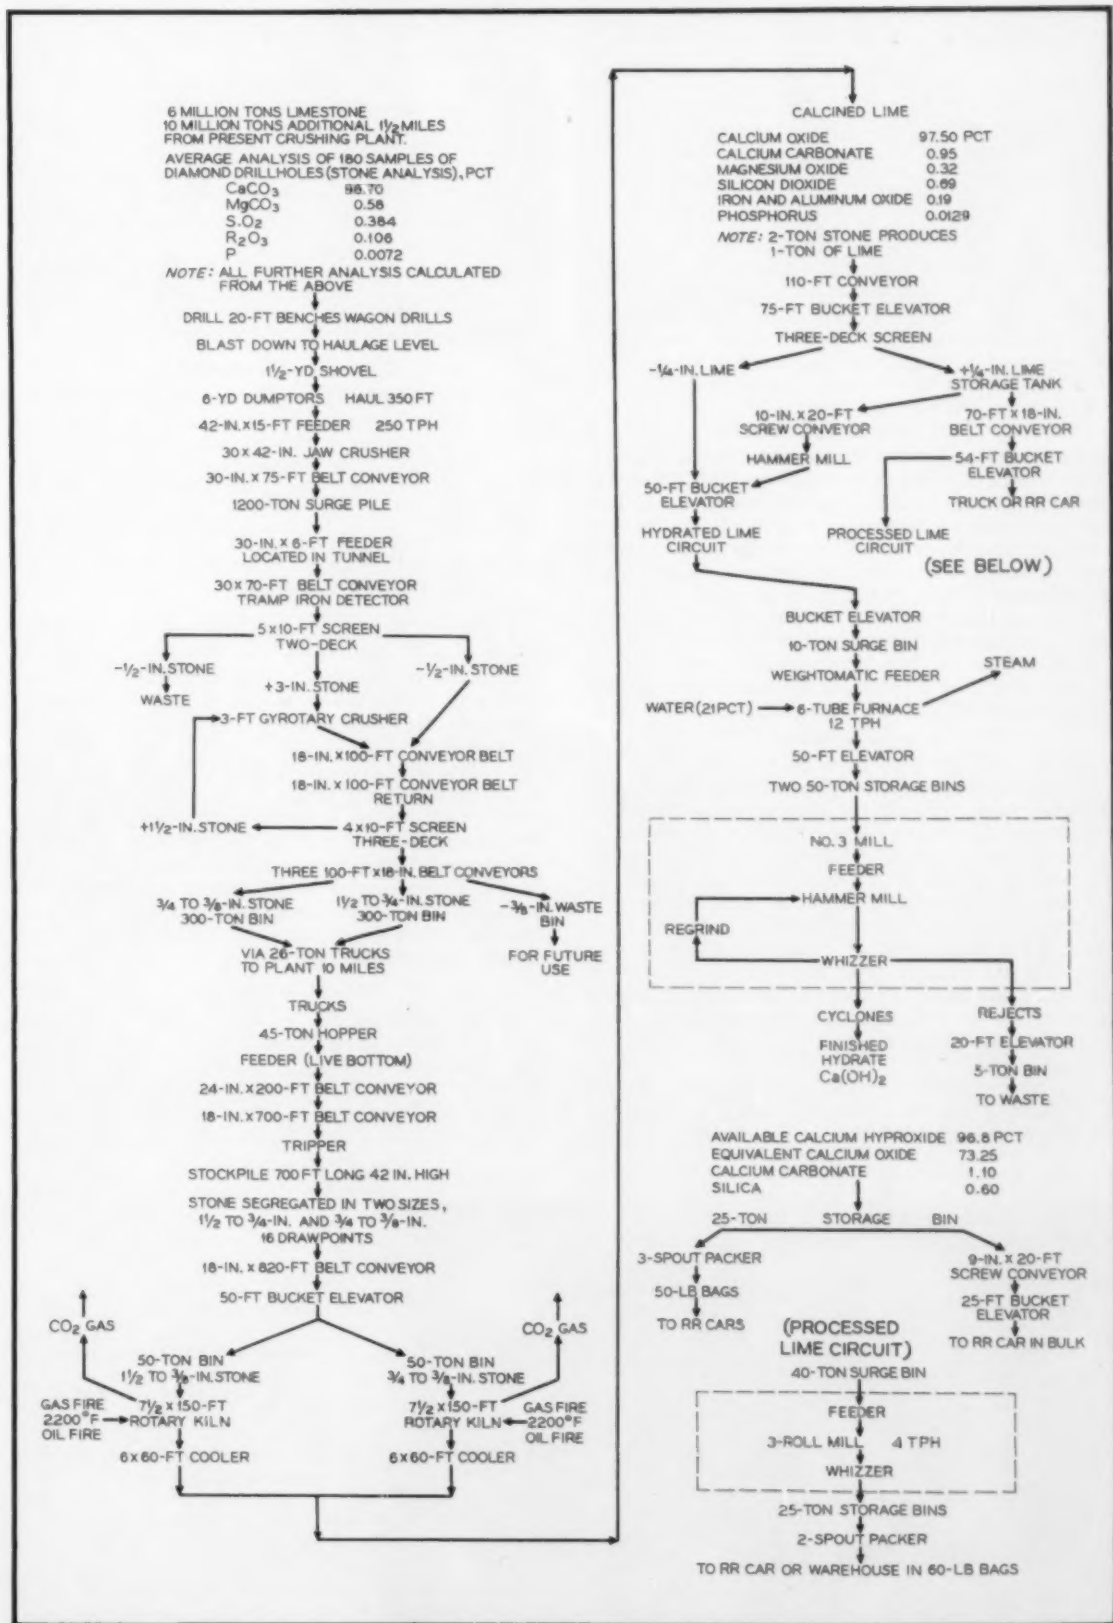 6 MILLION TONS LIMESTONE
10 MILLION TONS ADDITIONAL 1½ MILES
FROM PRESENT CRUSHING PLANT.
AVERAGE ANALYSIS OF 180 SAMPLES OF
DIAMOND DRILLHOLES (STONE ANALYSIS), PCT
CaCO₃ 98.70
MgCO₃ 0.58
S.O₂ 0.384
R₂O₃ 0.106
P 0.0072
NOTE: ALL FURTHER ANALYSIS CALCULATED
FROM THE ABOVE
DRILL 20-FT BENCHES WAGON DRILLS
BLAST DOWN TO HAULAGE LEVEL
1½-YD SHOVEL
6-YD DUMPTORS HAUL 350 FT
42-IN. X 15-FT FEEDER 250 TPH
30 X 42-IN. JAW CRUSHER
30-IN. X 75-FT BELT CONVEYOR
1200-TON SURGE PILE
30-IN. X 6-FT FEEDER
LOCATED IN TUNNEL
30 X 70-FT BELT CONVEYOR
TRAMP IRON DETECTOR
5 X 10-FT SCREEN
TWO-DECK
-½-IN. STONE
WASTE
+3-IN. STONE
-½-IN. STONE
3-FT GYROTARY CRUSHER
18-IN. X 100-FT CONVEYOR BELT
18-IN. X 100-FT CONVEYOR BELT
RETURN
+1½-IN. STONE
4 X 10-FT SCREEN
THREE-DECK
THREE 100-FT X 18-IN. BELT CONVEYORS
¾ TO ⅜-IN. STONE
300-TON BIN
1½ TO ¾-IN. STONE
300-TON BIN
-⅜-IN. WASTE
BIN
FOR FUTURE
USE
VIA 26-TON TRUCKS
TO PLANT 10 MILES
TRUCKS
45-TON HOPPER
FEEDER (LIVE BOTTOM)
24-IN. X 200-FT BELT CONVEYOR
18-IN. X 700-FT BELT CONVEYOR
TRIPPER
STOCKPILE 700 FT LONG 42 IN. HIGH
STONE SEGREGATED IN TWO SIZES,
1½ TO ¾-IN. AND ¾ TO ⅜-IN.
16 DRAWPOINTS
18-IN. X 820-FT BELT CONVEYOR
50-FT BUCKET ELEVATOR
CO₂ GAS
CO₂ GAS
50-TON BIN
1½ TO ⅜-IN. STONE
50-TON BIN
¾ TO ⅜-IN. STONE
GAS FIRE
2200°F
OIL FIRE
7½ X 150-FT
ROTARY KILN
7½ X 150-FT
ROTARY KILN
GAS FIRE
2200°F
OIL FIRE
6 X 60-FT COOLER
6 X 60-FT COOLER
CALCINED LIME
CALCIUM OXIDE 97.50 PCT
CALCIUM CARBONATE 0.95
MAGNESIUM OXIDE 0.32
SILICON DIOXIDE 0.69
IRON AND ALUMINUM OXIDE 0.19
PHOSPHORUS 0.0129
NOTE: 2-TON STONE PRODUCES
1-TON OF LIME
110-FT CONVEYOR
75-FT BUCKET ELEVATOR
THREE-DECK SCREEN
-¼-IN. LIME
+¼-IN. LIME
STORAGE TANK
10-IN. X 20-FT
SCREW CONVEYOR
70-FT X 18-IN.
BELT CONVEYOR
HAMMER MILL
54-FT BUCKET
ELEVATOR
50-FT BUCKET
ELEVATOR
TRUCK OR RR CAR
HYDRATED LIME
CIRCUIT
PROCESSED LIME
CIRCUIT
(SEE BELOW)
BUCKET ELEVATOR
10-TON SURGE BIN
STEAM
WEIGHTOMATIC FEEDER
WATER (21 PCT)
6-TUBE FURNACE
12 TPH
50-FT ELEVATOR
TWO 50-TON STORAGE BINS
NO. 3 MILL
FEEDER
HAMMER MILL
REGRIND
WHIZZER
CYCLONES
FINISHED
HYDRATE
Ca(OH)₂
REJECTS
20-FT ELEVATOR
5-TON BIN
TO WASTE
AVAILABLE CALCIUM HYPROXIDE 96.8 PCT
EQUIVALENT CALCIUM OXIDE 73.25
CALCIUM CARBONATE 1.10
SILICA 0.60
25-TON STORAGE BIN
3-SPOUT PACKER
50-LB BAGS
TO RR CARS
9-IN. X 20-FT
SCREW CONVEYOR
25-FT BUCKET
ELEVATOR
TO RR CAR IN BULK
(PROCESSED
LIME CIRCUIT)
40-TON SURGE BIN
FEEDER
3-ROLL MILL 4 TPH
WHIZZER
25-TON STORAGE BINS
2-SPOUT PACKER
TO RR CAR OR WAREHOUSE IN 60-LB BAGS